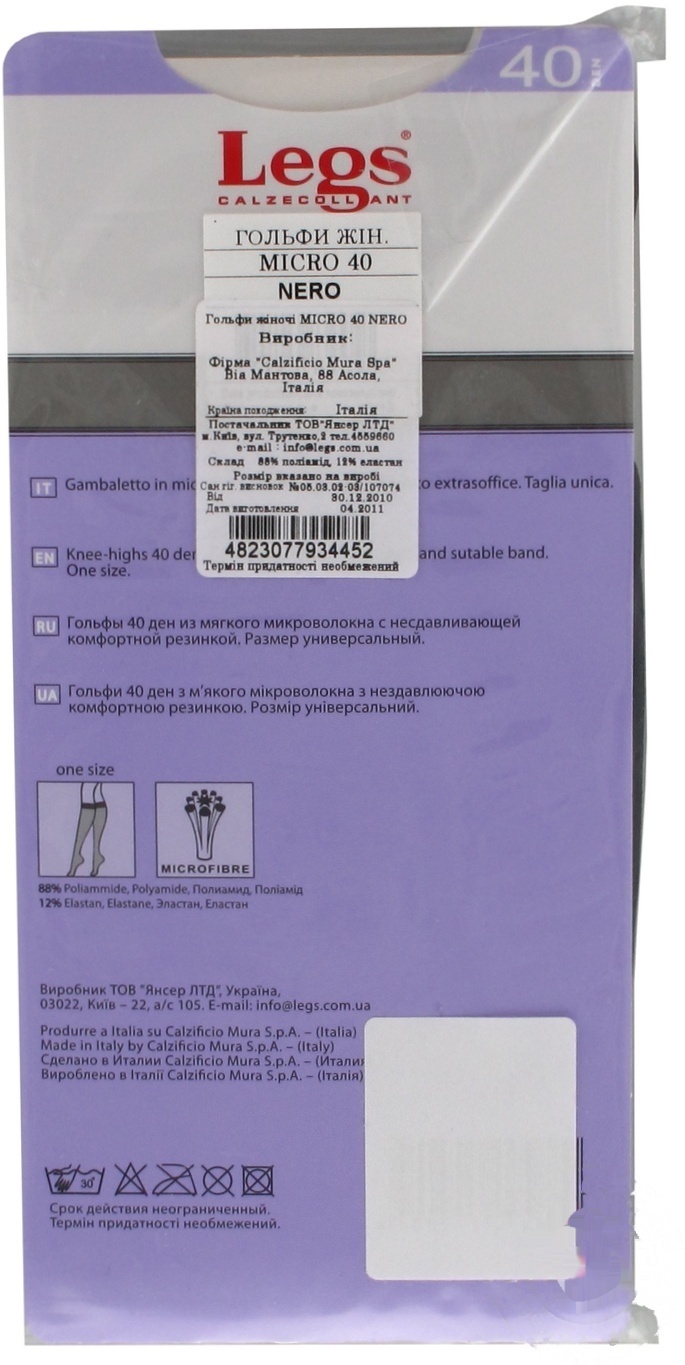 40 DEN
Legs®
CALZECOLLANT
ГОЛЬФИ ЖІН.
MICRO 40
NERO
Гольфи жіночі MICRO 40 NERO
Виробник:
Фірма "Calzificio Mura Spa"
Віа Мантова, 88 Асола,
Італія
Країна походження Італія
Постачальник ТОВ"Янсер ЛТД"
м.Київ, вул. Трутенко,2 тел.4559660
e-mail : info@legs.com.ua
Склад 88% поліамід, 12% еластан
Розмір вказано на виробі
Сан гіг. висновок №05.03.02-03/107074
Від 30.12.2010
Дата виготовлення 04.2011
4823077934452
Термін придатності необмежений
IT Gambaletto in extrasoffice. Taglia unica.
EN Knee-highs 40 and sutable band.
One size.
RU Гольфы 40 ден из мягкого микроволокна с несдавливающей
комфортной резинкой. Размер универсальный.
UA Гольфи 40 ден з м'якого мікроволокна з нездавлюючою
комфортною резинкою. Розмір універсальний.
one size
MICROFIBRE
88% Poliammide, Polyamide, Полиамид, Поліамід
12% Elastan, Elastane, Эластан, Еластан
Виробник ТОВ "Янсер ЛТД", Україна,
03022, Київ – 22, а/с 105. E-mail: info@legs.com.ua
Produrre a Italia su Calzificio Mura S.p.A. – (Italia)
Made in Italy by Calzificio Mura S.p.A. – (Italy)
Сделано в Италии Calzificio Mura S.p.A. – (Италия
Вироблено в Італії Calzificio Mura S.p.A. – (Італія)
30°
Срок действия неограниченный.
Термін придатності необмежений.